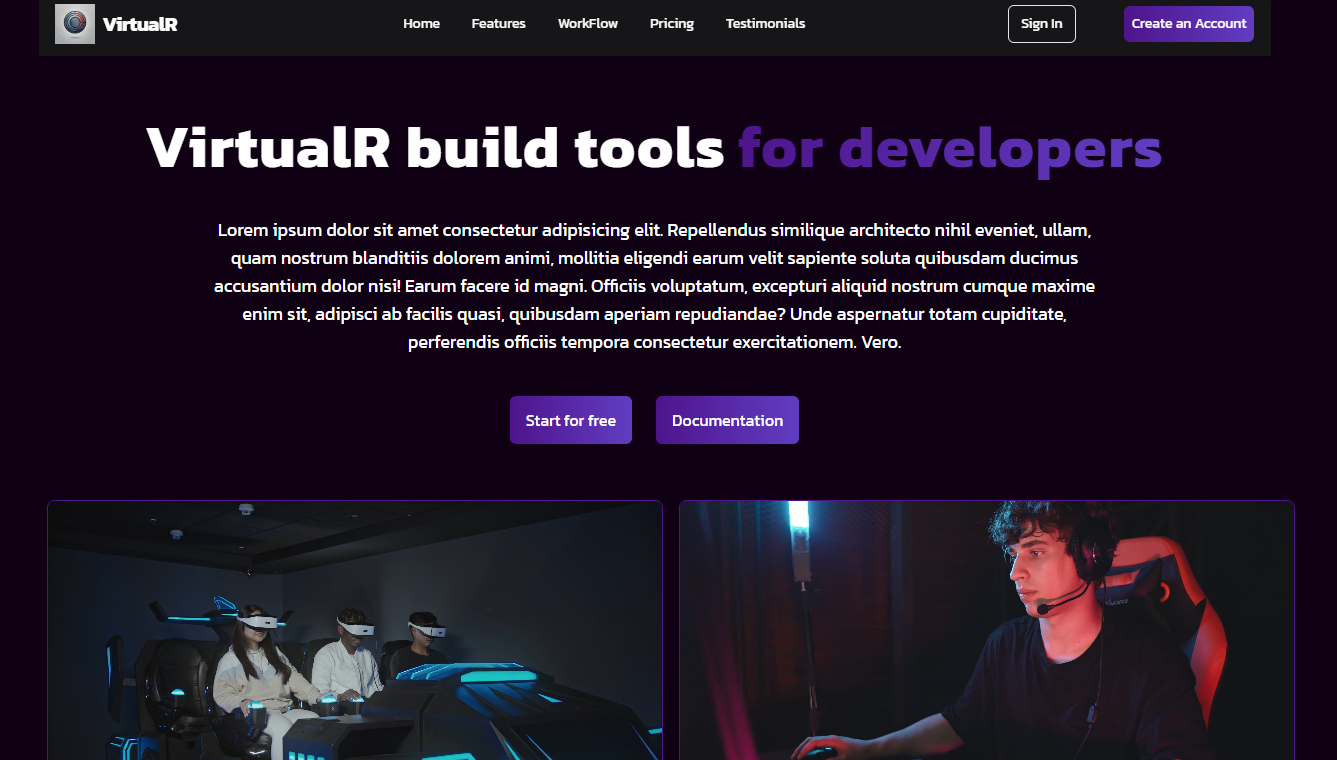 VirtualR
Home Features WorkFlow Pricing Testimonials
Sign In
Create an Account
VirtualR build tools for developers
Lorem ipsum dolor sit amet consectetur adipisicing elit. Repellendus similique architecto nihil eveniet, ullam,
quam nostrum blanditiis dolorem animi, mollitia eligendi earum velit sapiente soluta quibusdam ducimus
accusantium dolor nisi! Earum facere id magni. Officiis voluptatum, excepturi aliquid nostrum cumque maxime
enim sit, adipisci ab facilis quasi, quibusdam aperiam repudiandae? Unde aspernatur totam cupiditate,
perferendis officiis tempora consectetur exercitationem. Vero.
Start for free
Documentation